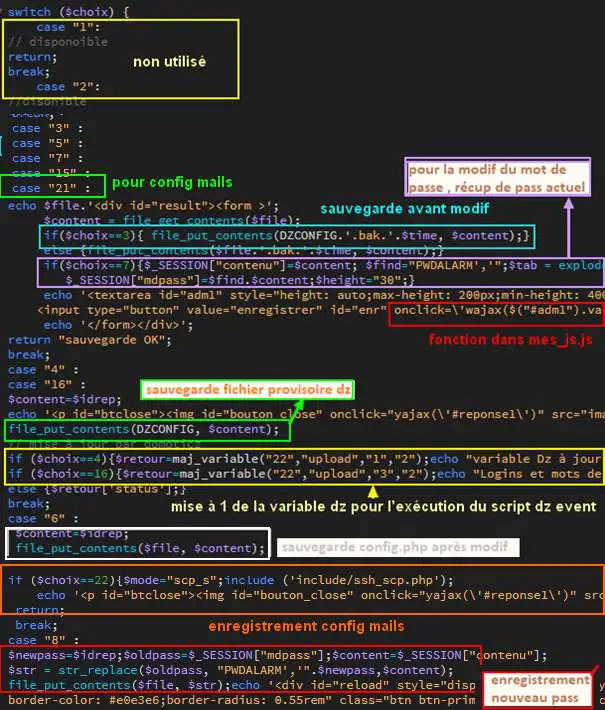 switch ($choix) {
case "1":
// disponoible
return;
non utilisé
break;
case "2":
//disponible
break;
case "3" :
case "5" :
case "7" :
case "15" :
case "21" :
pour config mails
pour la modif du mot de
passe , récup de pass actuel
echo $file.'<div id="result"><form >';
sauvegarde avant modif
$content = file_get_contents($file);
if($choix==3){ file_put_contents(DZCONFIG.'.bak.'.$time, $content);}
else {file_put_contents($file.'.bak.'.$time, $content);}
if($choix==7){$_SESSION["contenu"]=$content; $find="PWDALARM','";$tab = explod
$_SESSION["mdpass"]=$find.$content;$height="30";}
echo '<textarea id="adm1" style="height: auto;max-height: 200px;min-height: 400
<input type="button" value="enregistrer" id="enr" onclick=\'wajax($("#adm1").va
echo '</form></div>';
fonction dans mes_js.js
return "sauvegarde OK";
break;
case "4" :
case "16" :
sauvegarde fichier provisoire dz
$content=$idrep;
echo '<p id="btclose"><img id="bouton_close" onclick="yajax(\'#reponse1\')" src="ima
file_put_contents(DZCONFIG, $content);
// mise à jour par domoticz
if ($choix==4){$retour=maj_variable("22","upload","1","2");echo "variable Dz à jour
if ($choix==16){$retour=maj_variable("22","upload","3","2");echo "Logins et mots de
else {$retour['status'];}
break;
mise à 1 de la variable dz pour l'exécution du script dz event
case "6" :
$content=$idrep;
file_put_contents($file, $content);
sauvegarde config.php après modif
if ($choix==22){$mode="scp_s";include ('include/ssh_scp.php');
echo '<p id="btclose"><img id="bouton_close" onclick="yajax(\'#reponse1\')" src
return;
break;
enregistrement config mails
case "8" :
$newpass=$idrep;$oldpass=$_SESSION["mdpass"];$content=$_SESSION["contenu"];
$str = str_replace($oldpass, "PWDALARM','".$newpass,$content);
file_put_contents($file, $str);echo '<div id="reload" style="disp
border-color: #e0e3e6;border-radius: 0.55rem" class="btn btn-prim
enregistrement
nouveau pass